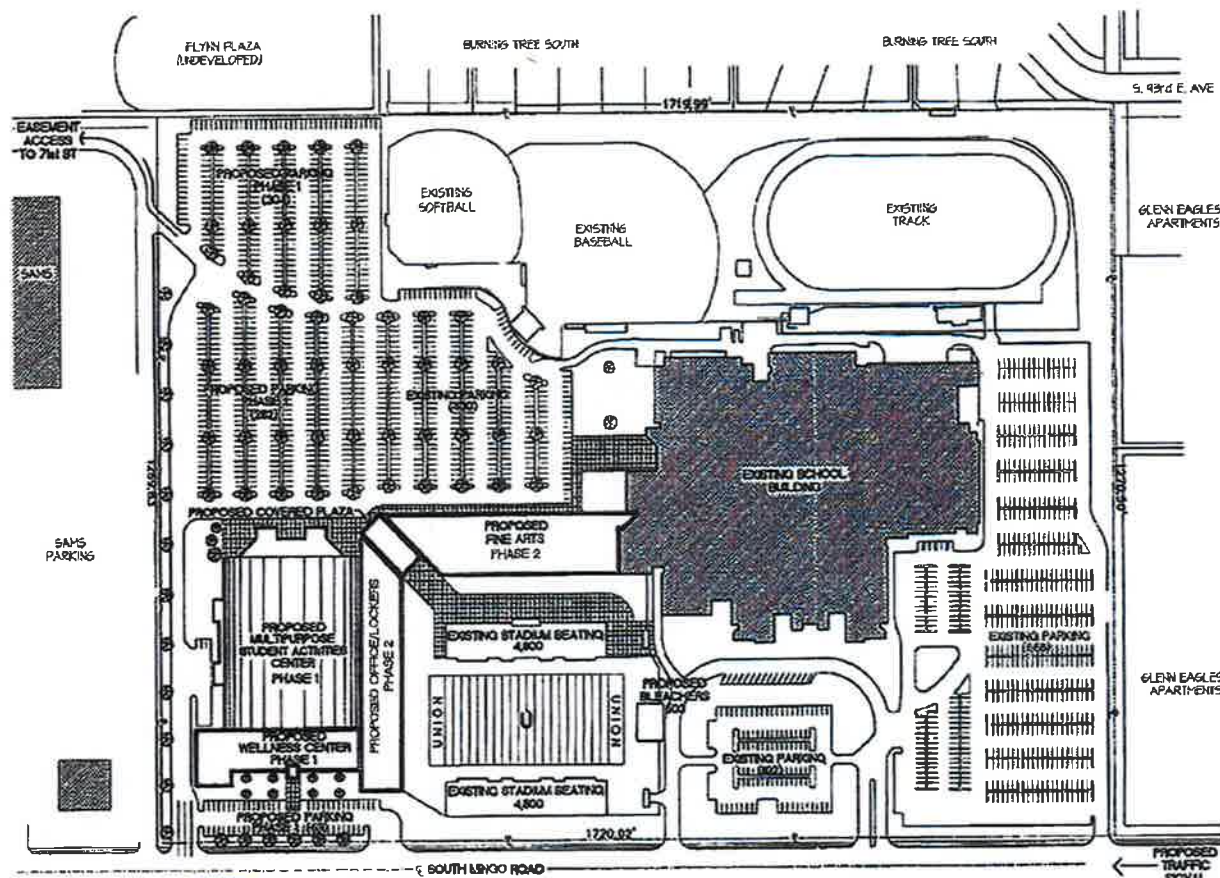 FLYNN PLAZA
(UNDEVELOPED)
BURNING TREE SOUTH
BURNING TREE SOUTH
S. 93rd E. AVE
1719.99'
EASEMENT
ACCESS
TO 71st ST
PROPOSED PARKING
PHASE 1
EXISTING
SOFTBALL
EXISTING
BASEBALL
EXISTING
TRACK
GLENN EAGLES
APARTMENTS
SAMS
PROPOSED PARKING
PHASE
EXISTING PARKING
EXISTING SCHOOL
BUILDING
PROPOSED COVERED PLAZA
PROPOSED
FINE ARTS
PHASE 2
SAMS
PARKING
PROPOSED
MULTIPURPOSE
STUDENT ACTIVITIES
CENTER
PHASE 1
PROPOSED OFFICE/LOCKERS
PHASE 2
EXISTING STADIUM SEATING
4,800
EXISTING PARKING
GLENN EAGLES
APARTMENTS
PROPOSED
BLEACHERS
UNION
UNION
U
PROPOSED
WELLNESS CENTER
PHASE 1
EXISTING PARKING
EXISTING STADIUM SEATING
4,800
PROPOSED PARKING
1720.02'
SOUTH MINGO ROAD
PROPOSED
TRAFFIC
SIGNAL